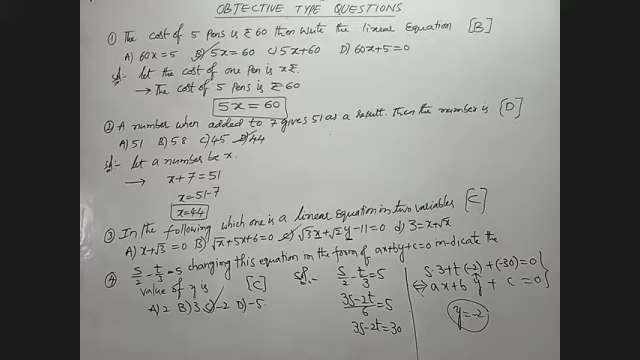 OBJECTIVE TYPE QUESTIONS
① The cost of 5 pens is ₹60 then write the linear Equation [B]
A) 60x = 5 B) 5x = 60 C) 5x+60 D) 60x+5=0
Sol:- let the cost of one pen is x₹.
→ The cost of 5 pens is ₹60
5x = 60
② A number when added to 7 gives 51 as a result. Then the number is [D]
A) 51 B) 58 C) 45 D) 44
Sol:- let a number be x.
→ x+7=51
x=51-7
x=44
③ In the following which one is a linear Equation in two variables [C]
A) x+√3 = 0 B) √x+5x+6=0 c) √3x+√2y-11=0 d) 3=x+√x
④ s/2 - t/3 = 5 changing this equation in the form of ax+by+c=0 indicate the
value of y is [C]
A) 2 B) 3 C) -2 D) -5
Sol:- s/2 - t/3 = 5
3s-2t/6 = 5
3s-2t=30
s·3+t(-2)+(-30)=0
⇔ ax+by+c=0
y=-2